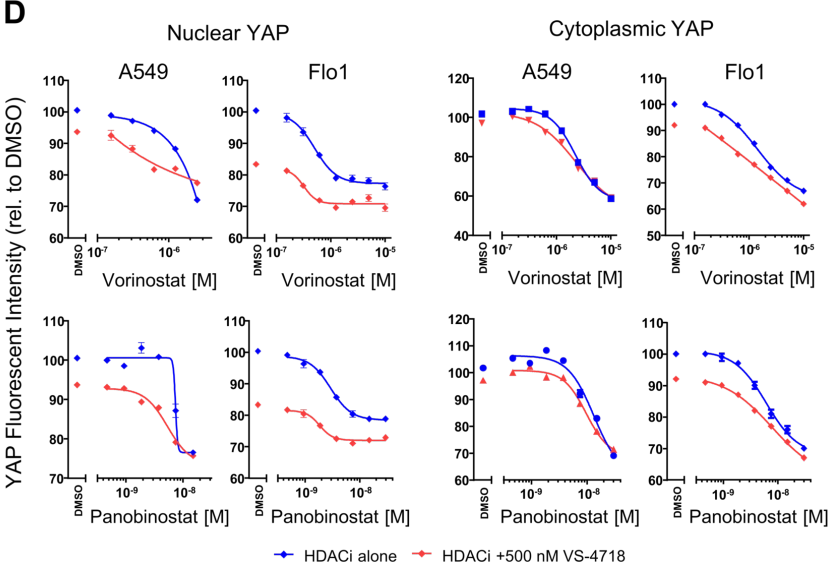 D
Nuclear YAP
Cytoplasmic YAP
YAP Fluorescent Intensity (rel. to DMSO)
A549
Flo1
A549
Flo1
110
100
90
80
70
60
DMSO
10-7
10-6
Vorinostat [M]
110
100
90
80
70
60
DMSO
10-7
10-6
10-5
Vorinostat [M]
120
100
80
60
40
DMSO
10-7
10-6
10-5
Vorinostat [M]
110
100
90
80
70
60
50
DMSO
10-7
10-6
10-5
Vorinostat [M]
110
100
90
80
70
DMSO
10-9
10-8
Panobinostat [M]
110
100
90
80
70
60
DMSO
10-9
10-8
Panobinostat [M]
120
110
100
90
80
70
60
DMSO
10-9
10-8
Panobinostat [M]
110
100
90
80
70
60
DMSO
10-9
10-8
Panobinostat [M]
HDACi alone
HDACi +500 nM VS-4718